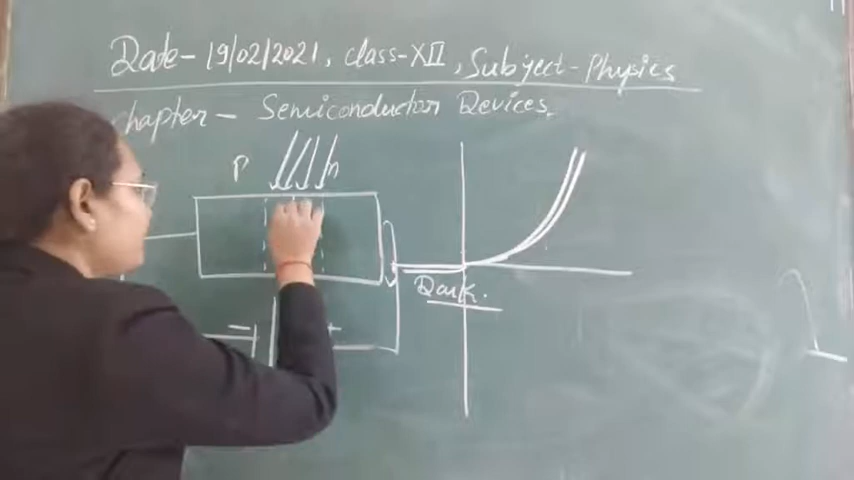 Date - 19/02/2021, class - XII, Subject - Physics
chapter - Semiconductor Devices.
P n
Dark.
- +